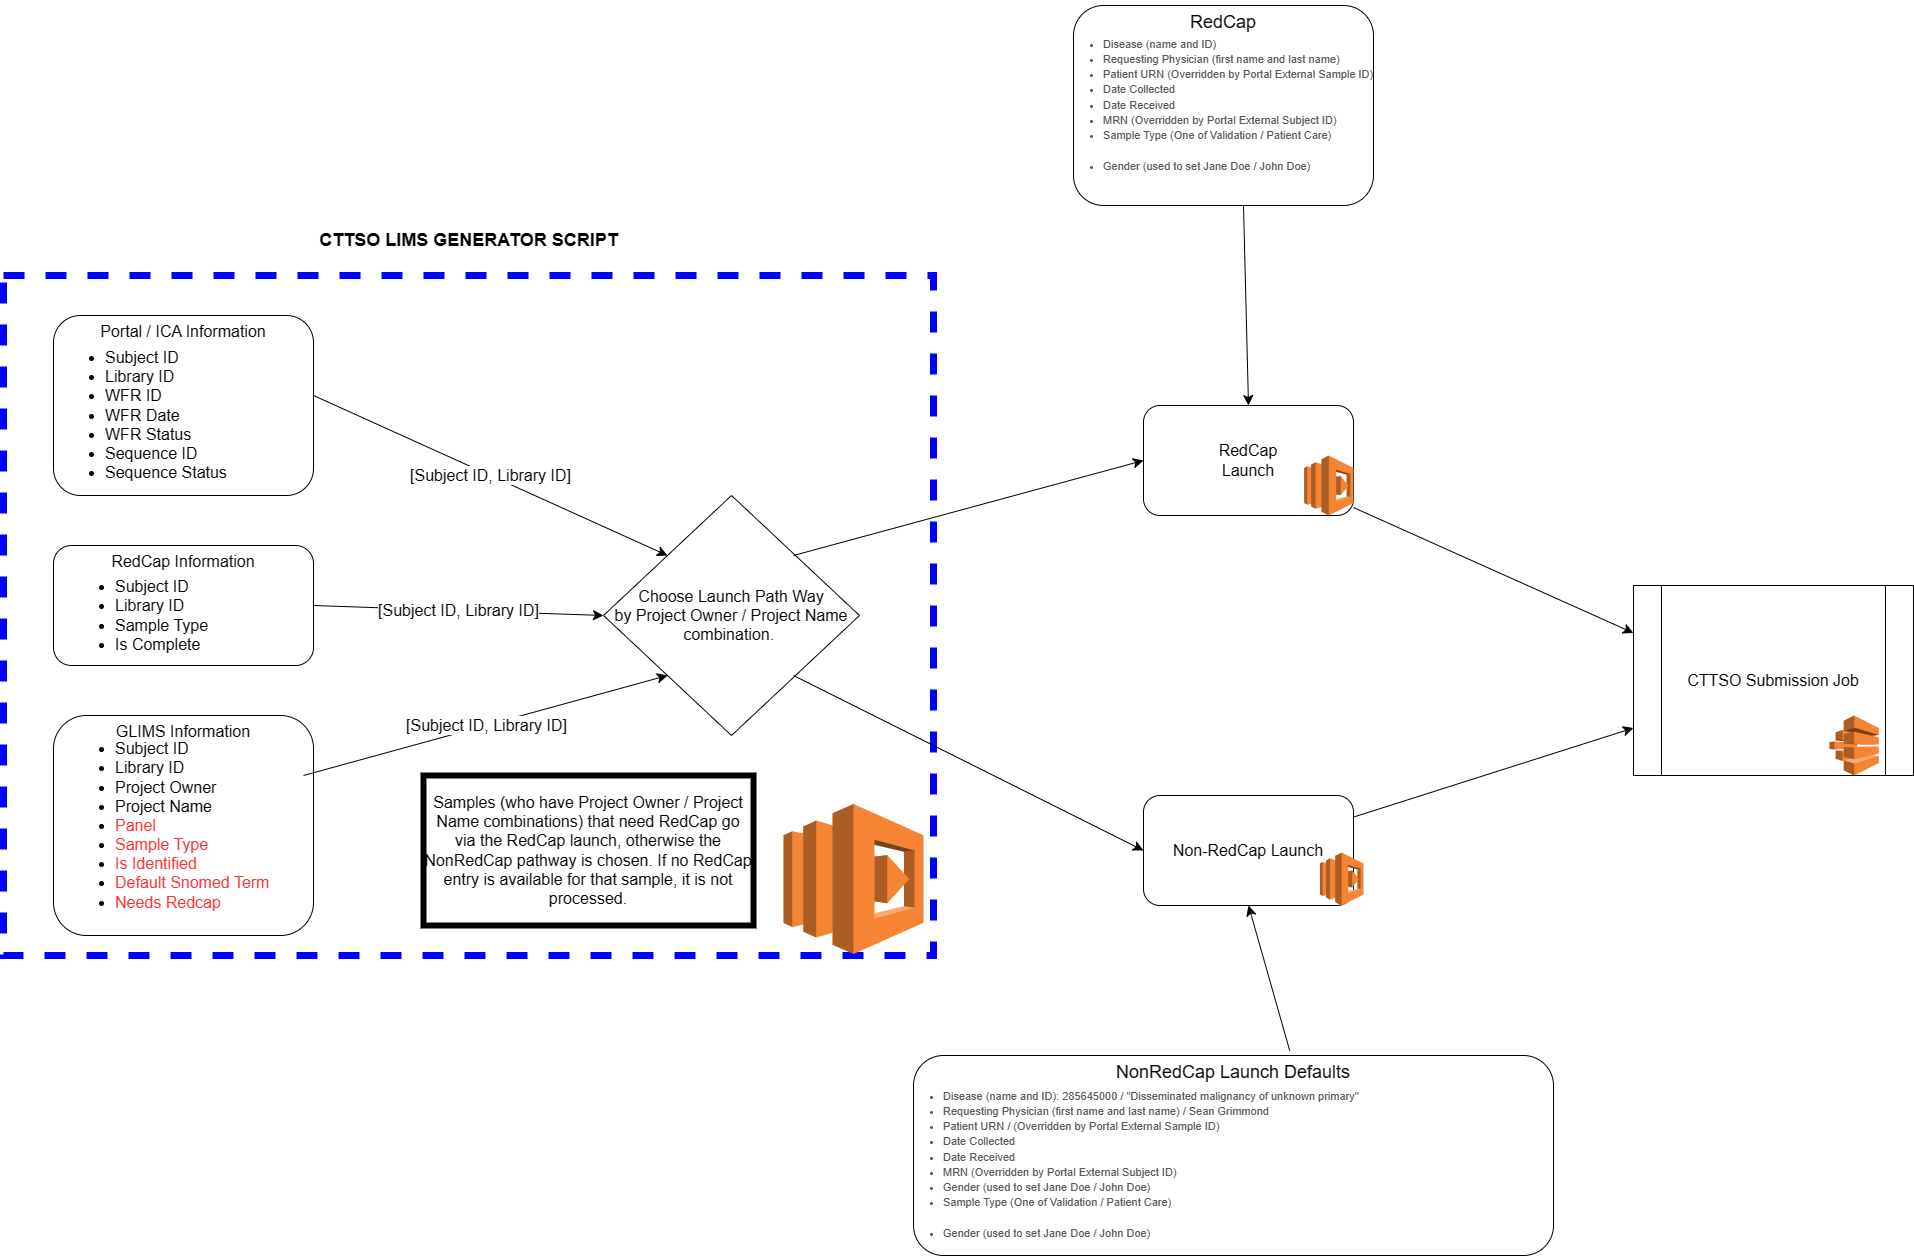 RedCap
Disease (name and ID)
Requesting Physician (first name and last name)
Patient URN (Overridden by Portal External Sample ID)
Date Collected
Date Received
MRN (Overridden by Portal External Subject ID)
Sample Type (One of Validation / Patient Care)
Gender (used to set Jane Doe / John Doe)
CTTSO LIMS GENERATOR SCRIPT
Portal / ICA Information
Subject ID
Library ID
WFR ID
WFR Date
WFR Status
Sequence ID
Sequence Status
[Subject ID, Library ID]
RedCap Information
Subject ID
Library ID
Sample Type
Is Complete
[Subject ID, Library ID]
GLIMS Information
Subject ID
Library ID
Project Owner
Project Name
Panel
Sample Type
Is Identified
Default Snomed Term
Needs Redcap
[Subject ID, Library ID]
Choose Launch Path Way
by Project Owner / Project Name
combination.
Samples (who have Project Owner / Project
Name combinations) that need RedCap go
via the RedCap launch, otherwise the
NonRedCap pathway is chosen. If no RedCap
entry is available for that sample, it is not
processed.
RedCap
Launch
Non-RedCap Launch
CTTSO Submission Job
NonRedCap Launch Defaults
Disease (name and ID): 285645000 / "Disseminated malignancy of unknown primary"
Requesting Physician (first name and last name) / Sean Grimmond
Patient URN / (Overridden by Portal External Sample ID)
Date Collected
Date Received
MRN (Overridden by Portal External Subject ID)
Gender (used to set Jane Doe / John Doe)
Sample Type (One of Validation / Patient Care)
Gender (used to set Jane Doe / John Doe)